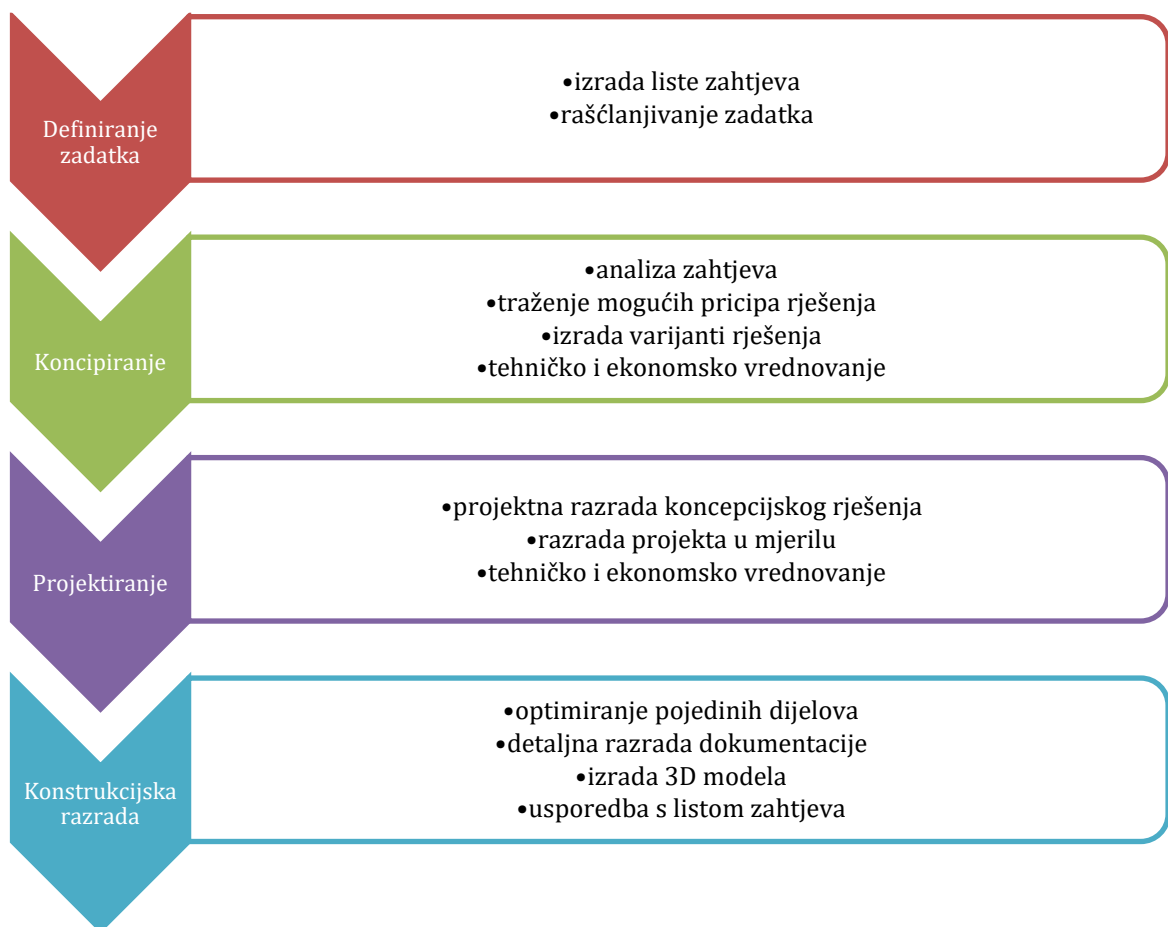 Definiranje
zadatka
•izrada liste zahtjeva
•rašćlanjivanje zadatka
Koncipiranje
•analiza zahtjeva
•traženje mogućih pricipa rješenja
•izrada varijanti rješenja
•tehničko i ekonomsko vrednovanje
Projektiranje
•projektna razrada koncepcijskog rješenja
•razrada projekta u mjerilu
•tehničko i ekonomsko vrednovanje
Konstrukcijska
razrada
•optimiranje pojedinih dijelova
•detaljna razrada dokumentacije
•izrada 3D modela
•usporedba s listom zahtjeva